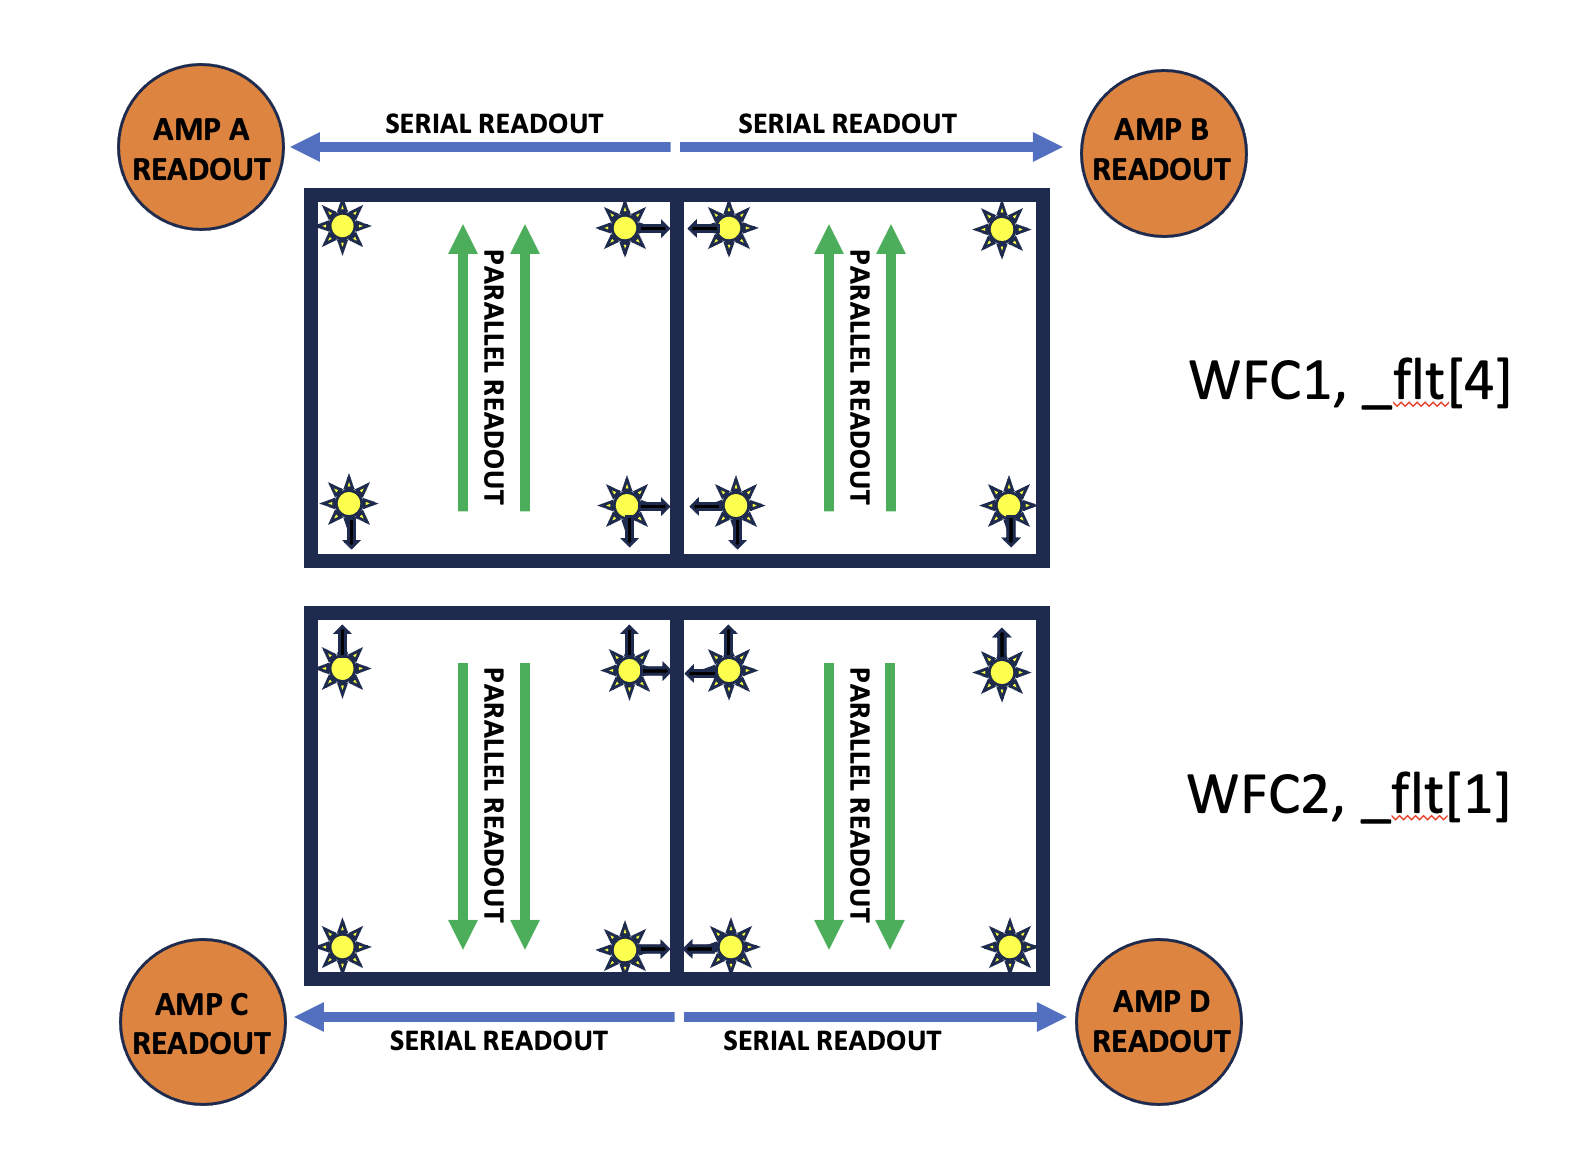 SERIAL READOUT
SERIAL READOUT
AMP A
READOUT
AMP B
READOUT
PARALLEL READOUT
PARALLEL READOUT
WFC1, _flt[4]
PARALLEL READOUT
PARALLEL READOUT
WFC2, _flt[1]
AMP C
READOUT
AMP D
READOUT
SERIAL READOUT
SERIAL READOUT